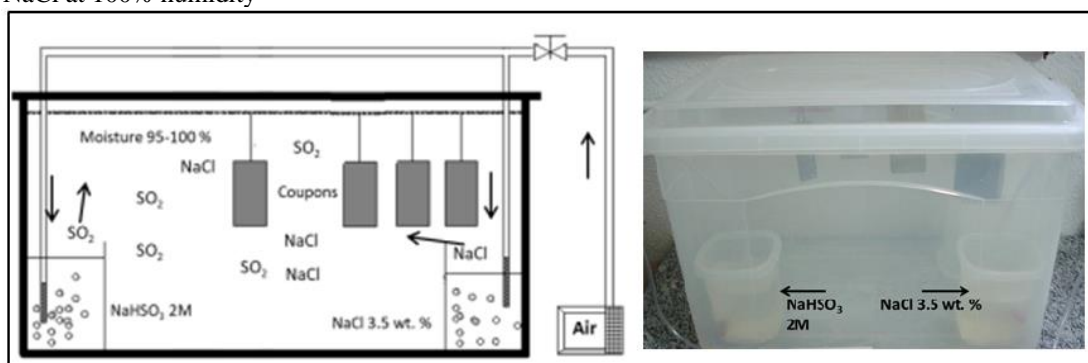 NaCl at 100% humidity
Moisture 95-100 %
NaCl
SO₂
SO₂
Coupons
SO₂
SO₂
SO₂
NaCl
NaCl
NaCl
NaHSO₃ 2M
NaCl 3.5 wt. %
Air
NaHSO₃
2M
NaCl 3.5 wt. %